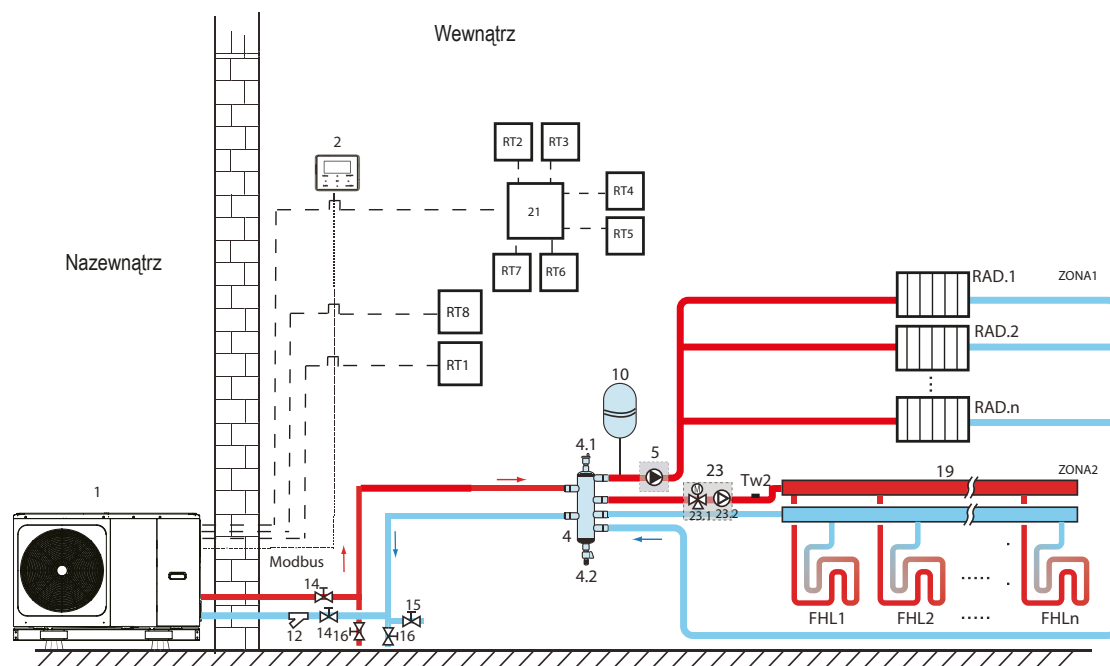 Wewnątrz
Nazewnątrz
2
RT2
RT3
21
RT4
RT5
RT7
RT6
RT8
RT1
RAD.1
ZONA1
RAD.2
RAD.n
10
4.1
5
23
Tw2
19
ZONA2
M
23.1
23.2
4
4.2
1
Modbus
14
15
12
14
16
16
FHL1
FHL2
FHLn